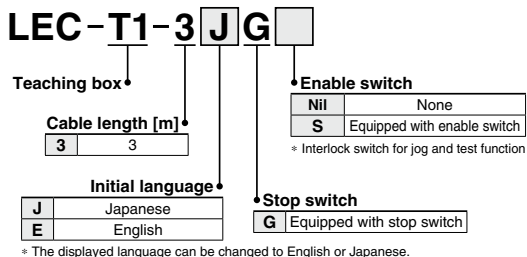 LEC-T1-3JG
Teaching box
Enable switch
Nil None
S Equipped with enable switch
* Interlock switch for jog and test function
Cable length [m]
3 3
Initial language
J Japanese
E English
Stop switch
G Equipped with stop switch
* The displayed language can be changed to English or Japanese.